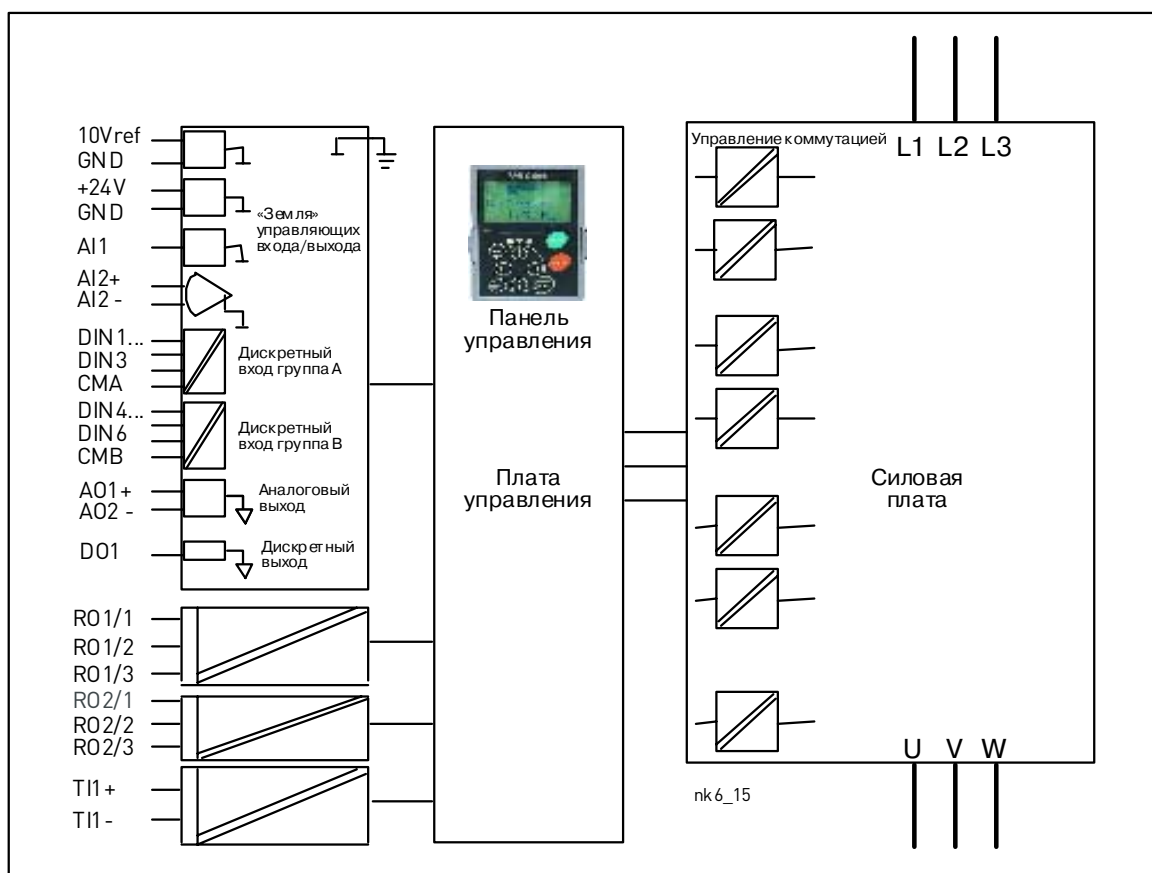 10Vref
GND
+24V
GND
AI1
AI2+
AI2 -
DIN1...
DIN3
CMA
DIN4...
DIN6
CMB
AO1+
AO2 -
DO1
RO1/1
RO1/2
RO1/3
RO2/1
RO2/2
RO2/3
TI1+
TI1 -
«Земля»
управляющих
входа/выхода
Дискретный
вход группа A
Дискретный
вход группа B
Аналоговый
выход
Дискретный
выход
Панель
управления
Плата
управления
Управление коммутацией
L1 L2 L3
Силовая
плата
U V W
nk6_15